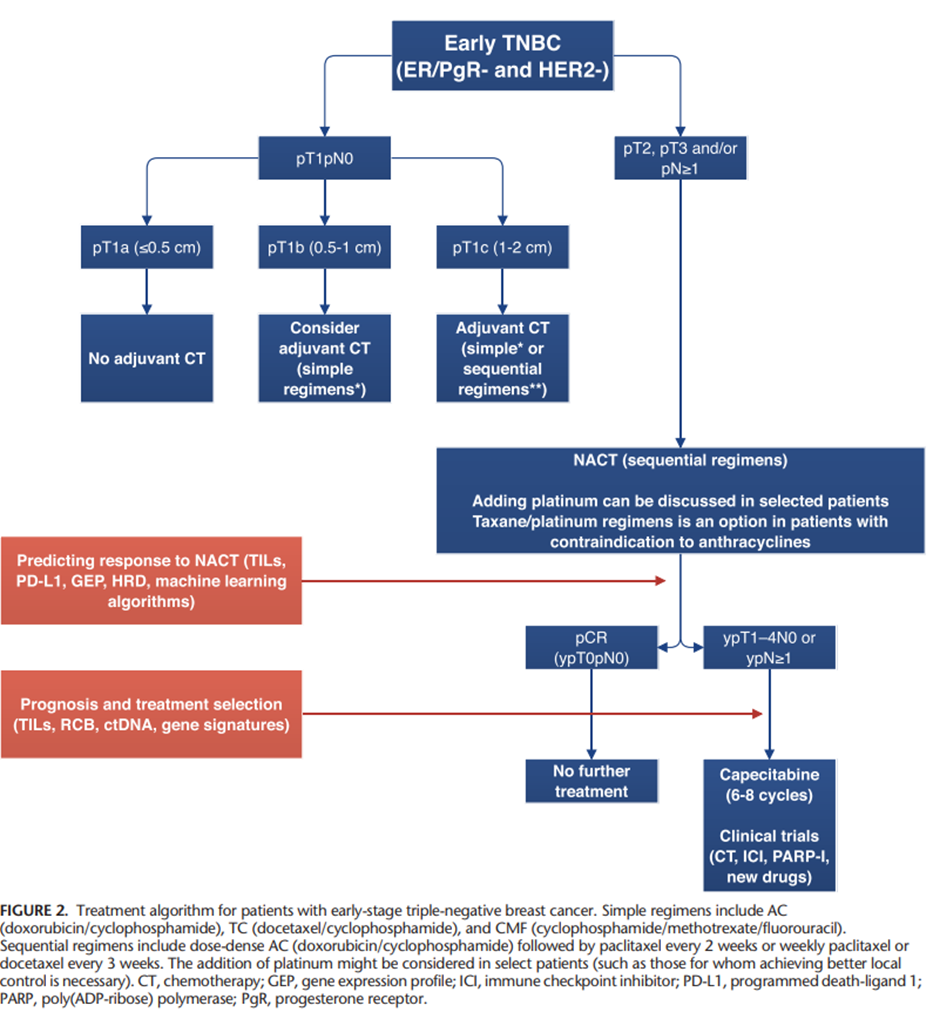 Early TNBC
(ER/PgR- and HER2-)
pT1pN0
pT2, pT3 and/or
pN≥1
pT1a (≤0.5 cm)
pT1b (0.5-1 cm)
pT1c (1-2 cm)
No adjuvant CT
Consider
adjuvant CT
(simple
regimens*)
Adjuvant CT
(simple* or
sequential
regimens**)
NACT (sequential regimens)
Adding platinum can be discussed in selected patients
Taxane/platinum regimens is an option in patients with
contraindication to anthracyclines
Predicting response to NACT (TILs,
PD-L1, GEP, HRD, machine learning
algorithms)
pCR
(ypT0pN0)
ypT1–4N0 or
ypN≥1
Prognosis and treatment selection
(TILs, RCB, ctDNA, gene signatures)
No further
treatment
Capecitabine
(6-8 cycles)
Clinical trials
(CT, ICI, PARP-I,
new drugs)
FIGURE 2. Treatment algorithm for patients with early-stage triple-negative breast cancer. Simple regimens include AC
(doxorubicin/cyclophosphamide), TC (docetaxel/cyclophosphamide), and CMF (cyclophosphamide/methotrexate/fluorouracil).
Sequential regimens include dose-dense AC (doxorubicin/cyclophosphamide) followed by paclitaxel every 2 weeks or weekly paclitaxel or
docetaxel every 3 weeks. The addition of platinum might be considered in select patients (such as those for whom achieving better local
control is necessary). CT, chemotherapy; GEP, gene expression profile; ICI, immune checkpoint inhibitor; PD-L1, programmed death-ligand 1;
PARP, poly(ADP-ribose) polymerase; PgR, progesterone receptor.